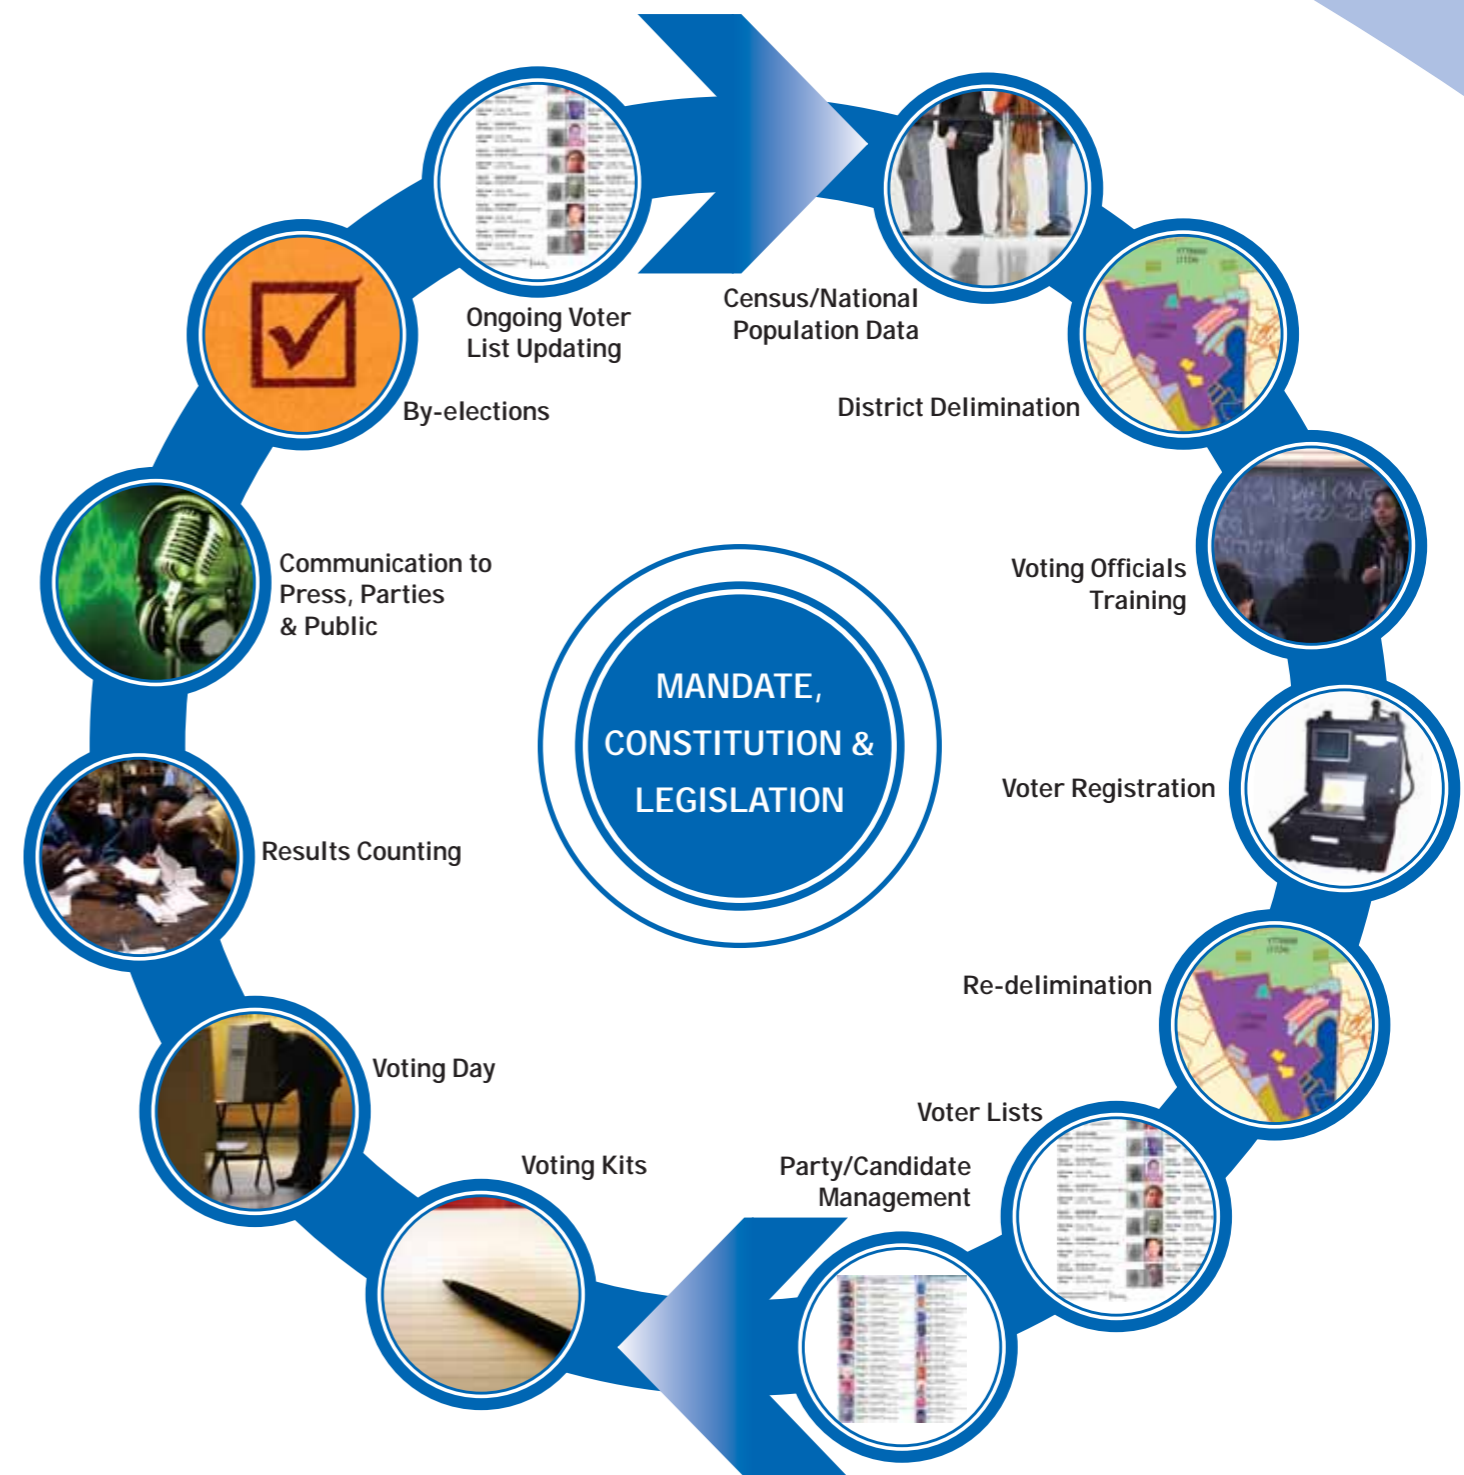 Ongoing Voter
List Updating
Census/National
Population Data
District Delimination
Voting Officials
Training
Voter Registration
Re-delimination
Voter Lists
Party/Candidate
Management
Voting Kits
Voting Day
Results Counting
Communication to
Press, Parties
& Public
By-elections
MANDATE,
CONSTITUTION &
LEGISLATION